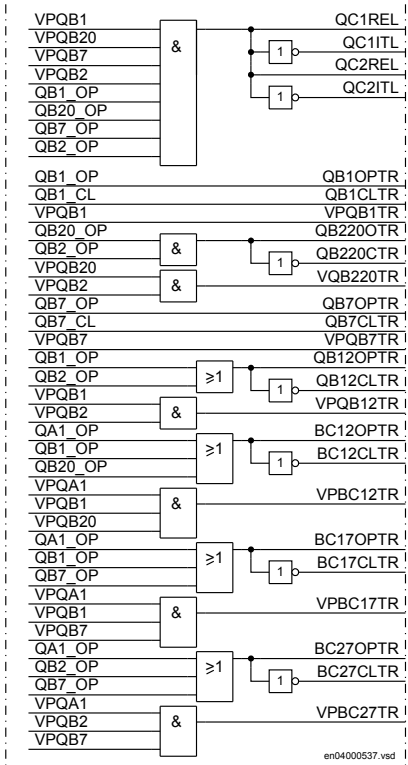 VPQB1 QC1REL
VPQB20
& QC1ITL
VPQB7 1
VPQB2 QC2REL
QB1_OP QC2ITL
1
QB20_OP
QB7_OP
QB2_OP
QB1_OP QB1OPTR
QB1_CL QB1CLTR
VPQB1 VPQB1TR
QB20_OP QB220OTR
QB2_OP & QB220CTR
1
VPQB20 VQB220TR
VPQB2 &
QB7_OP QB7OPTR
QB7_CL QB7CLTR
VPQB7 VPQB7TR
QB1_OP QB12OPTR
QB2_OP ≥1 QB12CLTR
1
VPQB1 VPQB12TR
VPQB2 &
QA1_OP BC12OPTR
QB1_OP ≥1 BC12CLTR
1
QB20_OP
VPQA1 VPBC12TR
VPQB1 &
VPQB20
QA1_OP BC17OPTR
QB1_OP ≥1 BC17CLTR
1
QB7_OP
VPQA1 VPBC17TR
VPQB1 &
VPQB7
QA1_OP BC27OPTR
QB2_OP ≥1 BC27CLTR
1
QB7_OP
VPQA1 VPBC27TR
VPQB2 &
VPQB7
en04000537.vsd